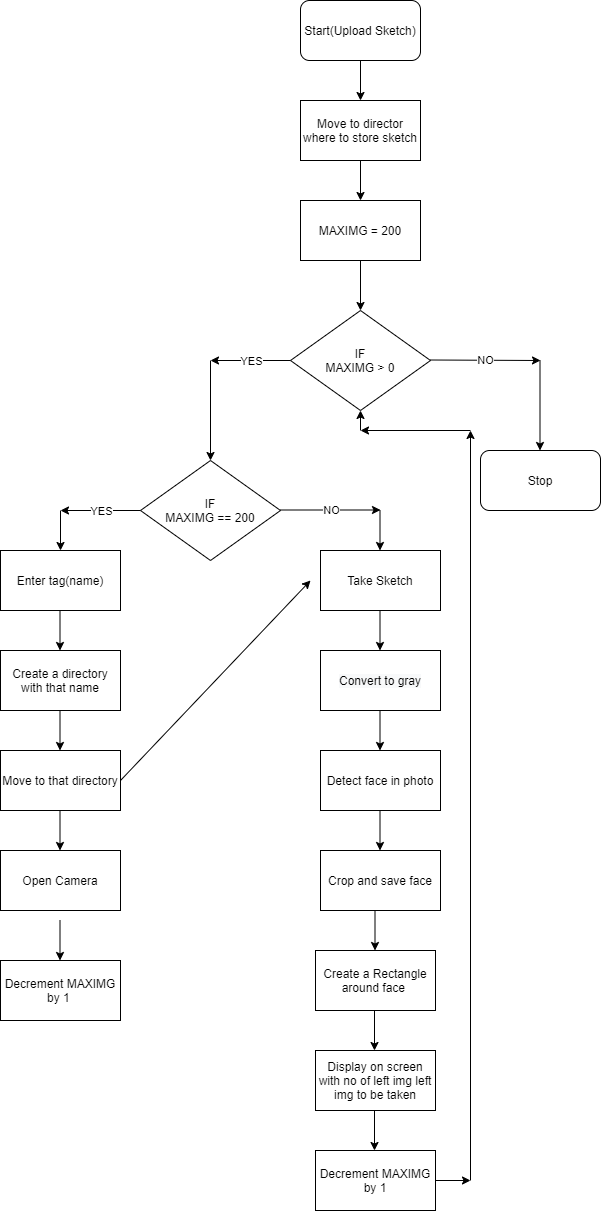 Start(Upload Sketch)
Move to director
where to store sketch
MAXIMG = 200
IF
MAXIMG > 0
YES
NO
Stop
IF
MAXIMG == 200
YES
NO
Enter tag(name)
Take Sketch
Create a directory
with that name
Convert to gray
Move to that directory
Detect face in photo
Open Camera
Crop and save face
Decrement MAXIMG
by 1
Create a Rectangle
around face
Display on screen
with no of left img left
img to be taken
Decrement MAXIMG
by 1